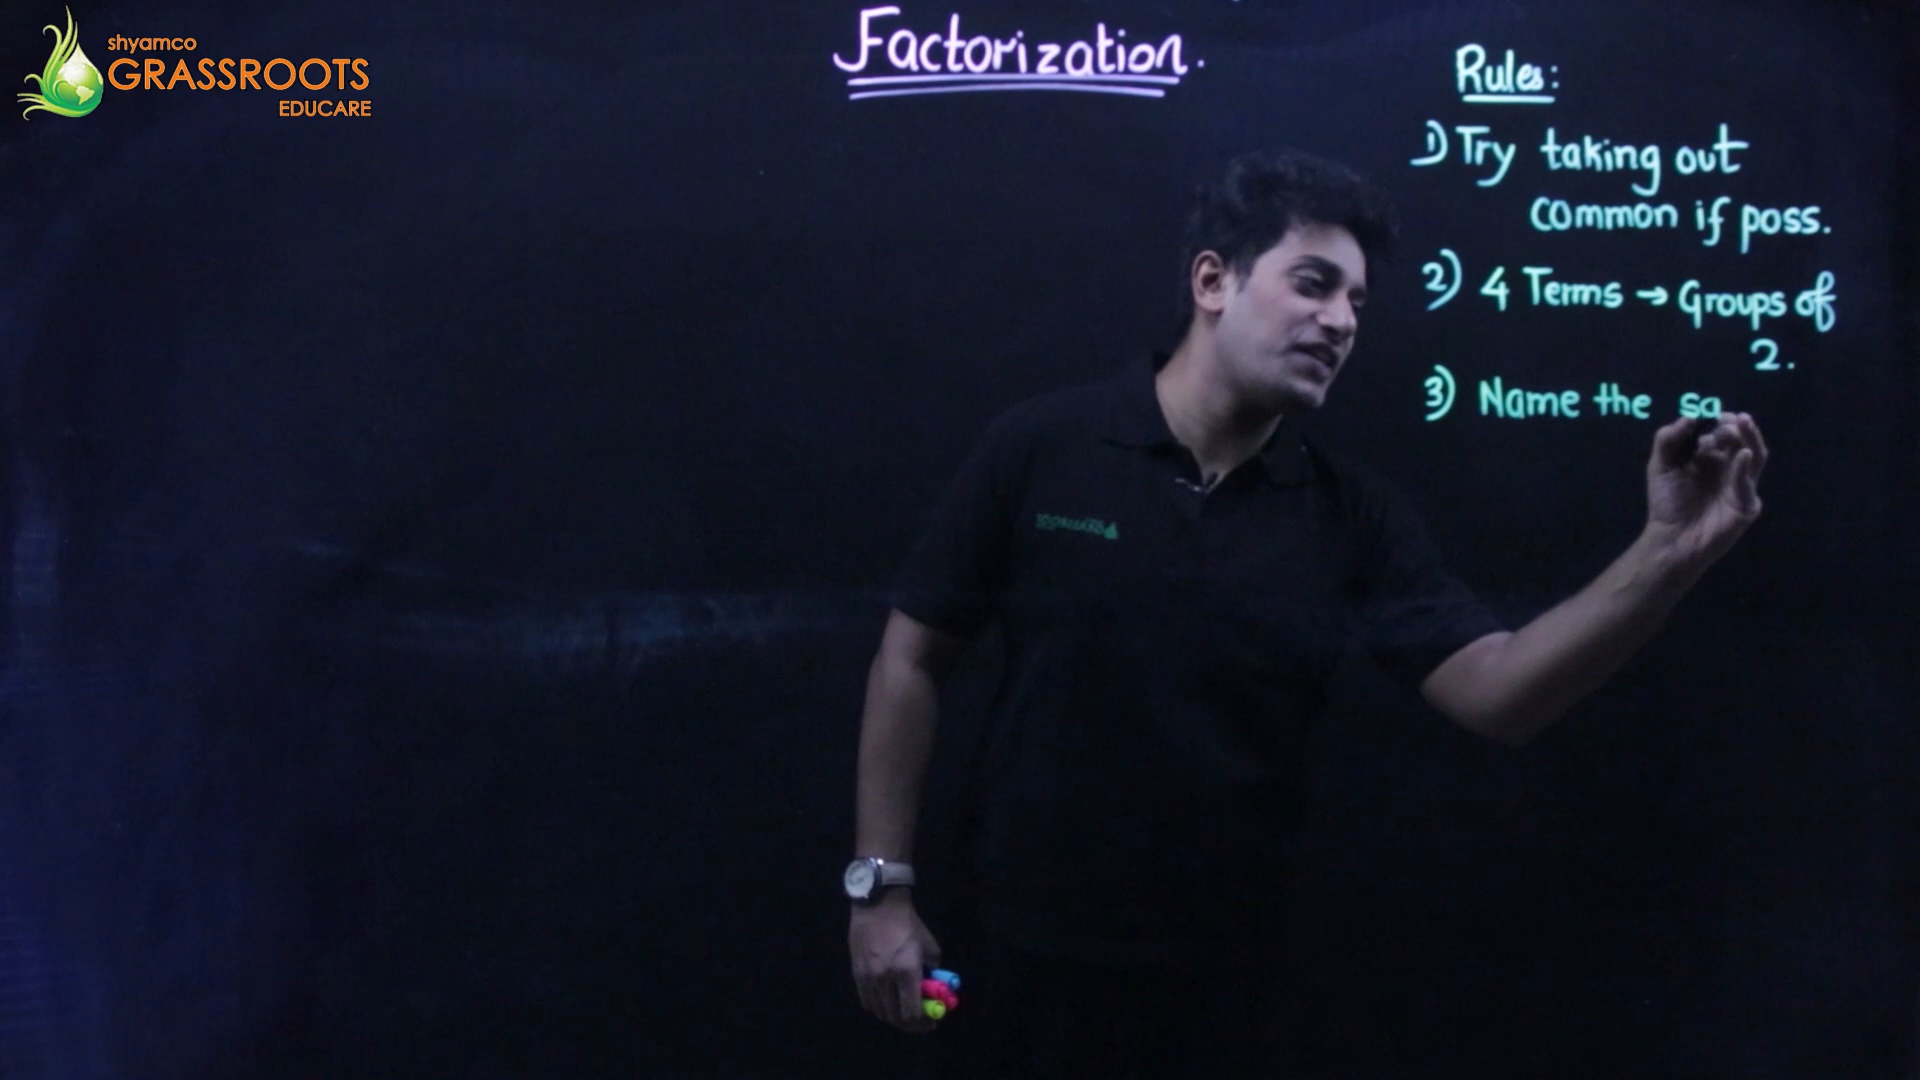 shyamco
GRASSROOTS
EDUCARE
Factorization.
Rules:
1) Try taking out
common if poss.
2) 4 Terms → Groups of
2.
3) Name the sa